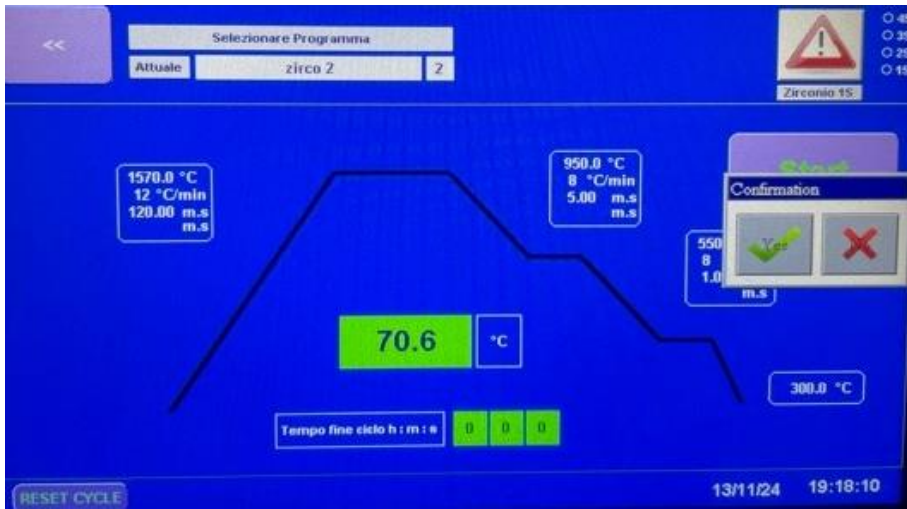 <<
Selezionare Programma
Attuale zirco 2 2
Zirconio 1S
1570.0 °C
12 °C/min
120.00 m.s
m.s
950.0 °C
8 °C/min
5.00 m.s
m.s
Start
Confirmation
Yes
550
8
1.0
m.s
70.6 °C
300.0 °C
Tempo fine ciclo h : m : s 0 0 0
RESET CYCLE
13/11/24 19:18:10